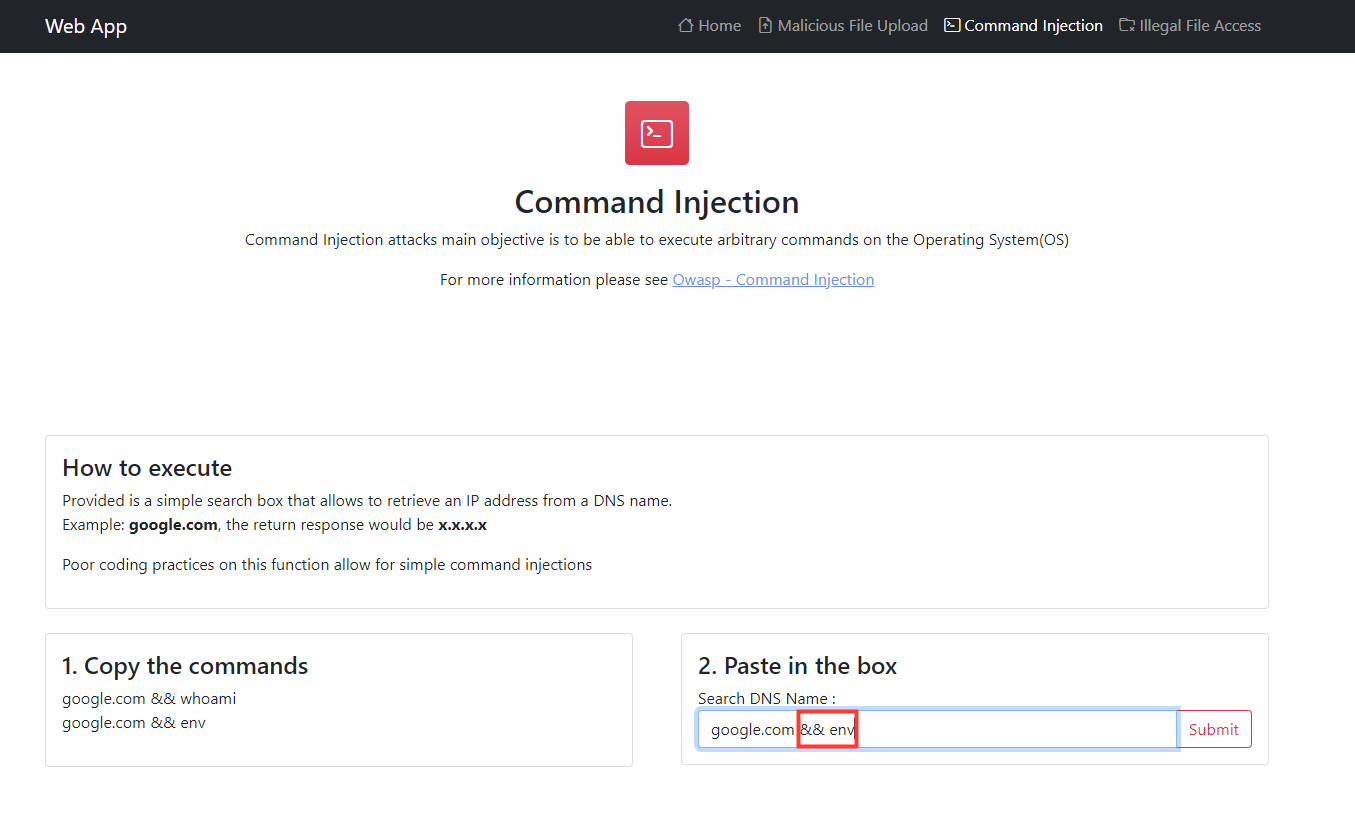 Web App
Home
Malicious File Upload
Command Injection
Illegal File Access
Command Injection
Command Injection attacks main objective is to be able to execute arbitrary commands on the Operating System(OS)
For more information please see Owasp - Command Injection
How to execute
Provided is a simple search box that allows to retrieve an IP address from a DNS name.
Example: google.com, the return response would be x.x.x.x
Poor coding practices on this function allow for simple command injections
1. Copy the commands
google.com && whoami
google.com && env
2. Paste in the box
Search DNS Name :
google.com && env
Submit